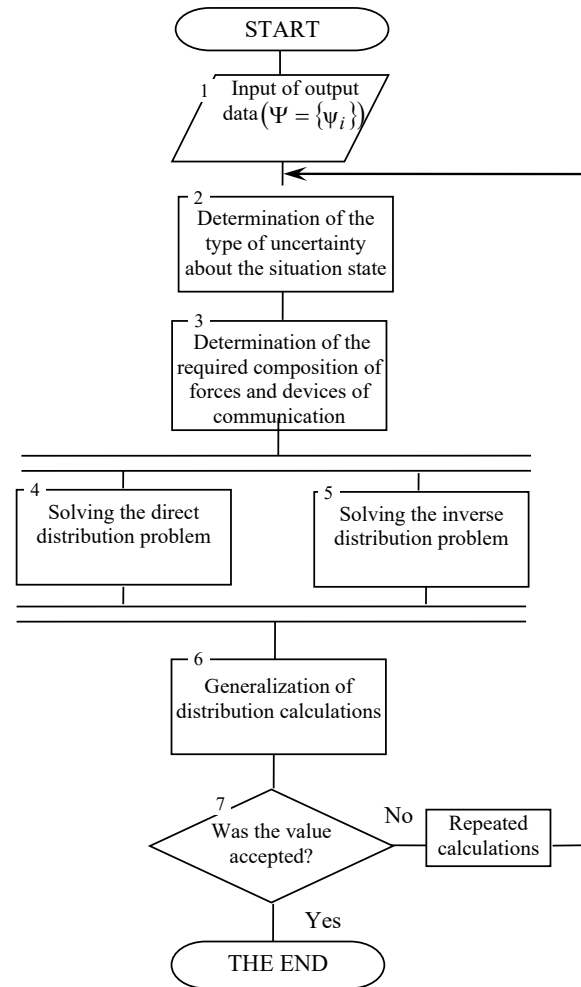 START
1
Input of output
data (Ψ = {ψ_i})
2
Determination of the
type of uncertainty
about the situation state
3
Determination of the
required composition of
forces and devices of
communication
4
Solving the direct
distribution problem
5
Solving the inverse
distribution problem
6
Generalization of
distribution calculations
7
Was the value
accepted?
No
Repeated
calculations
Yes
THE END